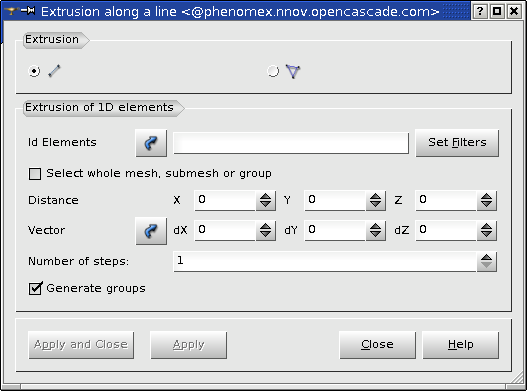 Extrusion along a line <@phenomex.nnov.opencascade.com>
Extrusion
Extrusion of 1D elements
Id Elements Set Filters
Select whole mesh, submesh or group
Distance X 0 Y 0 Z 0
Vector dX 0 dY 0 dZ 0
Number of steps: 1
Generate groups
Apply and Close Apply Close Help